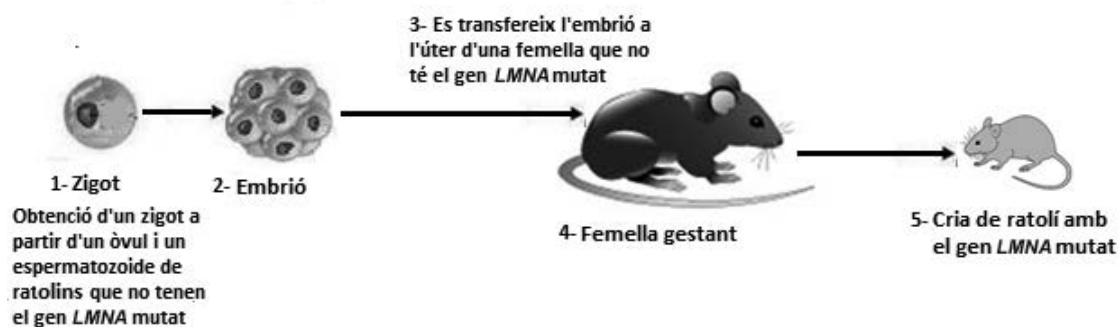 3- Es transfereix l'embrió a
l'úter d'una femella que no
té el gen LMNA mutat
1- Zigot
2- Embrió
Obtenció d'un zigot a
partir d'un òvul i un
espermatozoide de
ratolins que no tenen
el gen LMNA mutat
4- Femella gestant
5- Cria de ratolí amb
el gen LMNA mutat